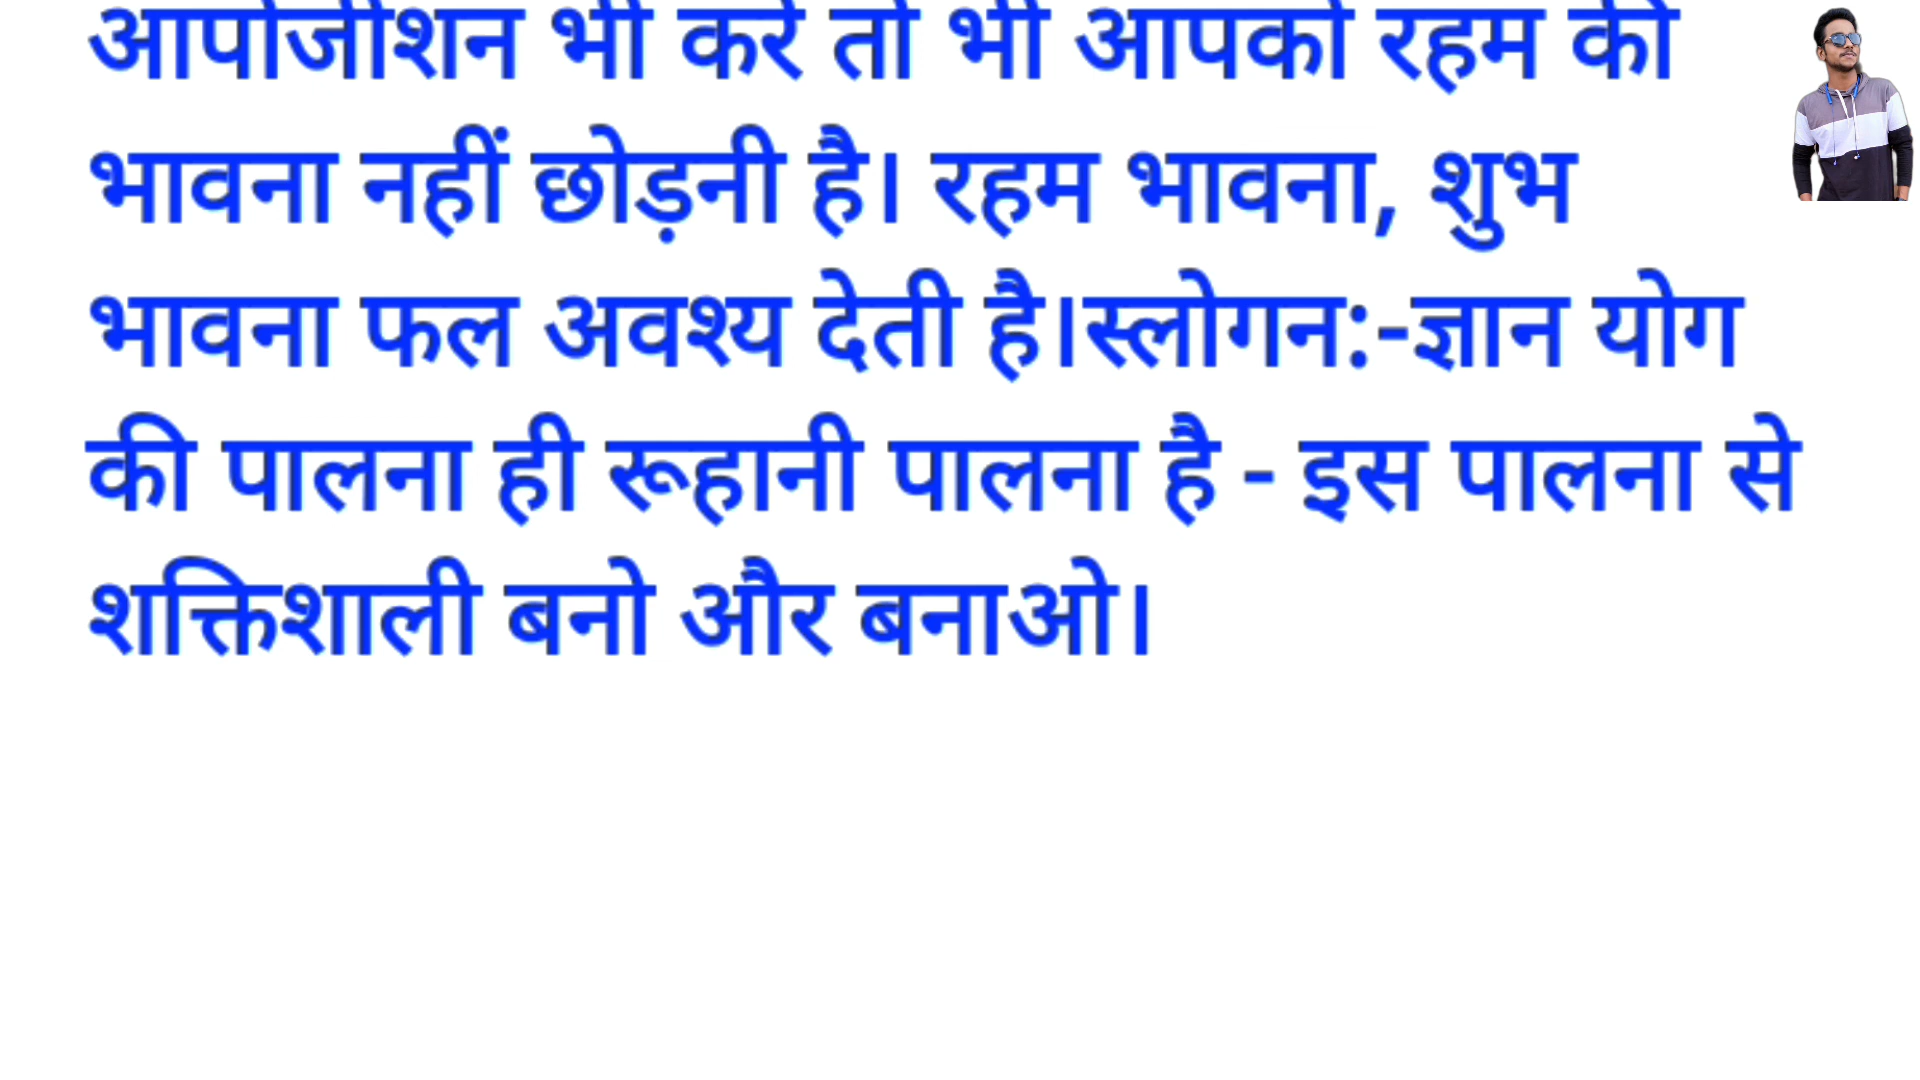 आपोजीशन भी करे तो भी आपको रहम की
भावना नहीं छोड़नी है। रहम भावना, शुभ
भावना फल अवश्य देती है।स्लोगन:-ज्ञान योग
की पालना ही रूहानी पालना है - इस पालना से
शक्तिशाली बनो और बनाओ।